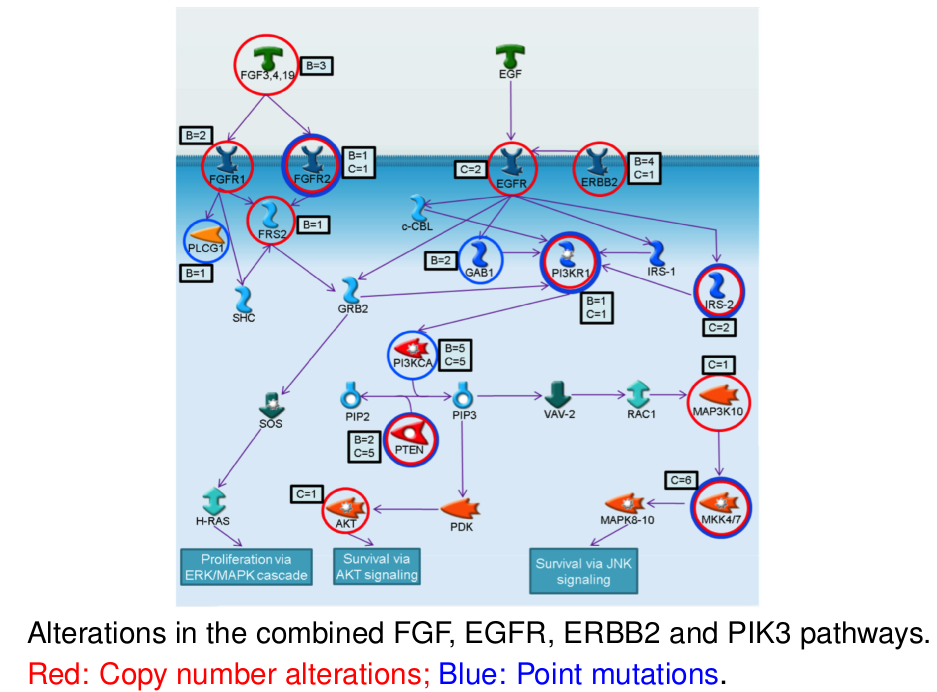 FGF3,4,19
B=3
EGF
B=2
FGFR1
FGFR2
B=1
C=1
C=2
EGFR
ERBB2
B=4
C=1
FRS2
B=1
c-CBL
PLCG1
B=1
B=2
GAB1
PI3KR1
IRS-1
B=1
C=1
IRS-2
C=2
SHC
GRB2
PI3KCA
B=5
C=5
C=1
SOS
PIP2
PIP3
VAV-2
RAC1
MAP3K10
B=2
C=5
PTEN
C=6
H-RAS
C=1
AKT
PDK
MAPK8-10
MKK4/7
Proliferation via
ERK/MAPK cascade
Survival via
AKT signaling
Survival via JNK
signaling
Alterations in the combined FGF, EGFR, ERBB2 and PIK3 pathways.
Red: Copy number alterations; Blue: Point mutations.